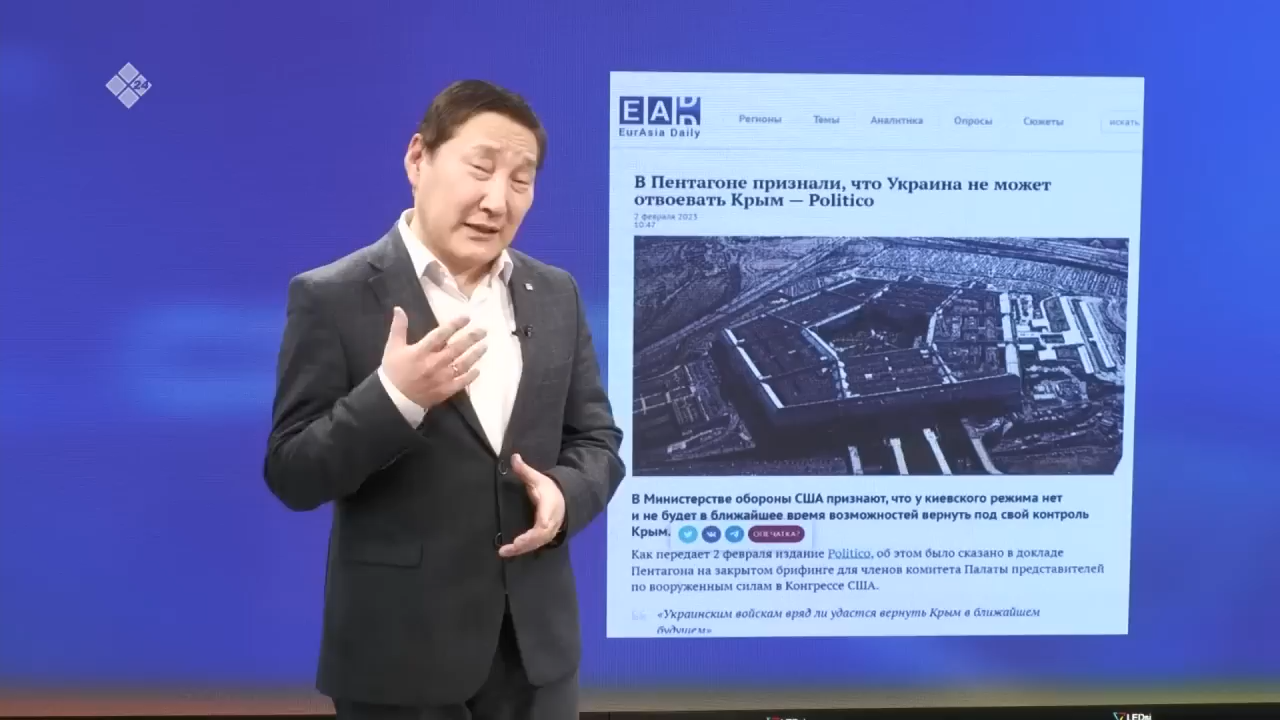 24
EAD
EurAsia Daily
Регионы Темы Аналитика Опросы Сюжеты искать
В Пентагоне признали, что Украина не может
отвоевать Крым — Politico
2 февраля 2023
10:47
В Министерстве обороны США признают, что у киевского режима нет
и не будет в ближайшее время возможностей вернуть под свой контроль
Крым.
ОПЕЧАТКА?
Как передает 2 февраля издание Politico, об этом было сказано в докладе
Пентагона на закрытом брифинге для членов комитета Палаты представителей
по вооруженным силам в Конгрессе США.
«Украинским войскам вряд ли удастся вернуть Крым в ближайшем
будущем»